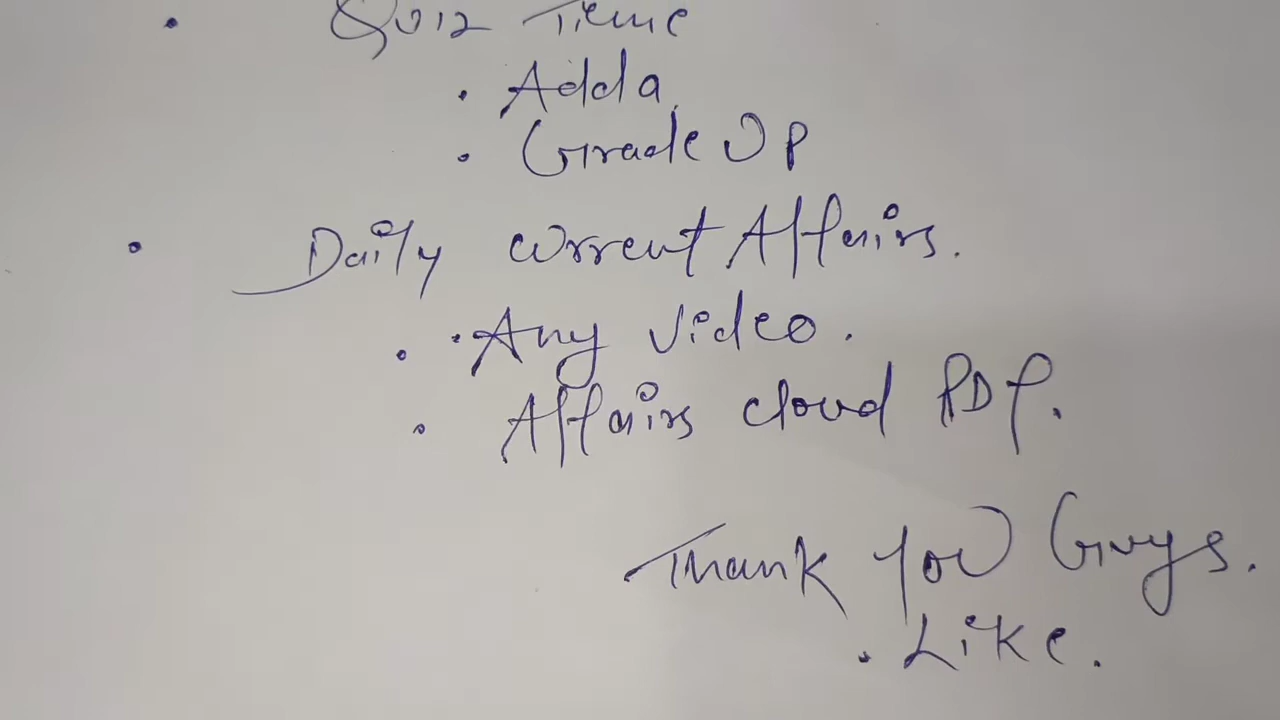 • Quiz Time
• Adda
• Grade Up
• Daily current Affairs.
• Any video.
• Affairs cloud PDF.
Thank you Guys.
• Like.